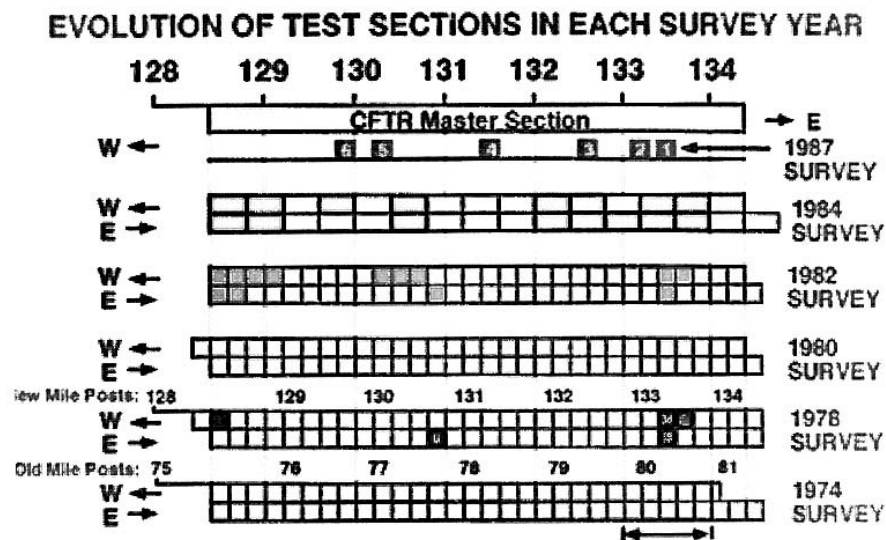 EVOLUTION OF TEST SECTIONS IN EACH SURVEY YEAR
128 129 130 131 132 133 134
CFTR Master Section
E
W 6 5 4 3 2 1 1987
SURVEY
W 1984
E SURVEY
W 1982
E SURVEY
W 1980
E SURVEY
iew Mile Posts: 128 129 130 131 132 133 134
W 1978
E SURVEY
Old Mile Posts: 75 76 77 78 79 80 81
W 1974
E SURVEY